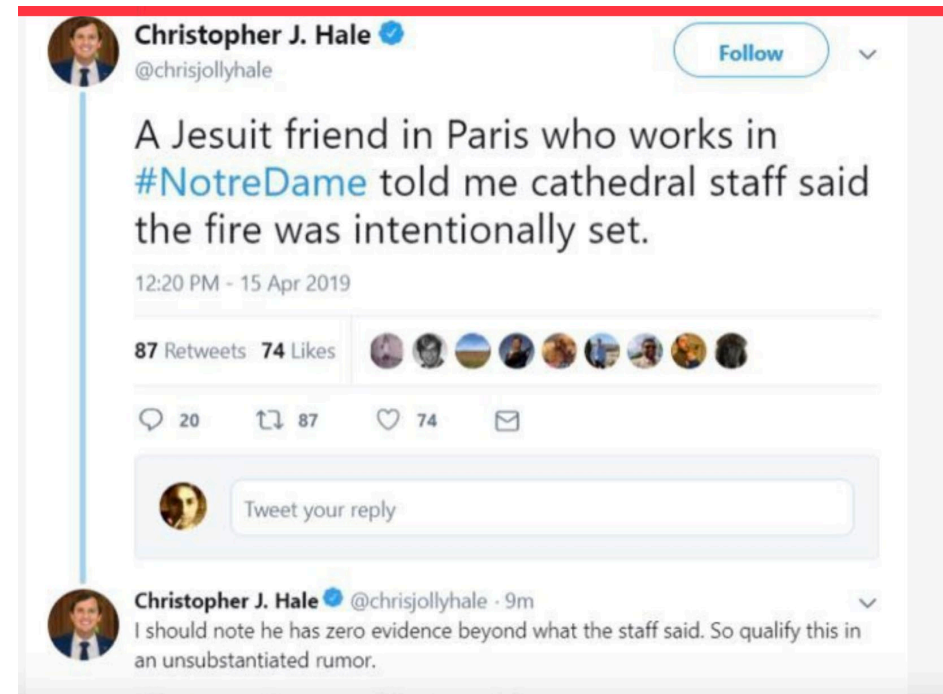 Christopher J. Hale
Follow
@chrisjollyhale
A Jesuit friend in Paris who works in
#NotreDame told me cathedral staff said
the fire was intentionally set.
12:20 PM - 15 Apr 2019
87 Retweets 74 Likes
20 87 74
Tweet your reply
Christopher J. Hale @chrisjollyhale · 9m
I should note he has zero evidence beyond what the staff said. So qualify this in
an unsubstantiated rumor.